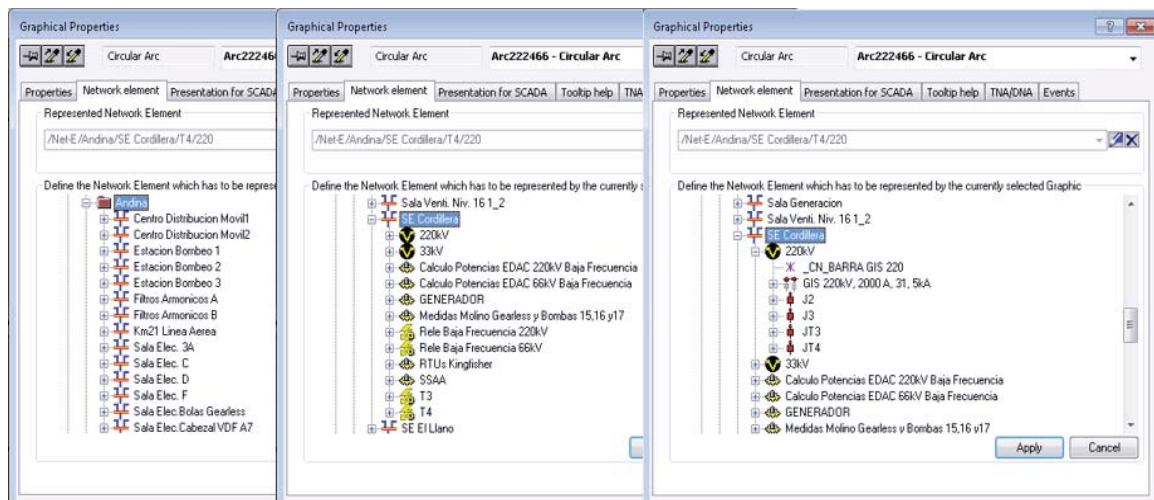 Graphical Properties
Circular Arc
Arc22246
Properties
Network element
Presentation for SCADA
Represented Network Element
/Net-E/Andina/SE Cordillera/T4/220
Define the Network Element which has to be repres
Andina
Centro Distribucion Movil1
Centro Distribucion Movil2
Estacion Bombeo 1
Estacion Bombeo 2
Estacion Bombeo 3
Filtros Armonicos A
Filtros Armonicos B
Km21 Linea Aerea
Sala Elec. 3A
Sala Elec. C
Sala Elec. D
Sala Elec. F
Sala Elec.Bolas Gearless
Sala Elec.Cabezal VDF A7
Graphical Properties
Circular Arc
Arc222466 - Circular Arc
Properties
Network element
Presentation for SCADA
Tooltip help
TNA
Represented Network Element
/Net-E/Andina/SE Cordillera/T4/220
Define the Network Element which has to be represented by the currently s
Sala Venti. Niv. 16 1_2
SE Cordillera
220kV
33kV
Calculo Potencias EDAC 220kV Baja Frecuencia
Calculo Potencias EDAC 66kV Baja Frecuencia
GENERADOR
Medidas Molino Gearless y Bombas 15,16 y17
Rele Baja Frecuencia 220kV
Rele Baja Frecuencia 66kV
RTUs Kingfisher
SSAA
T3
T4
SE El Llano
Graphical Properties
Circular Arc
Arc222466 - Circular Arc
Properties
Network element
Presentation for SCADA
Tooltip help
TNA/DNA
Events
Represented Network Element
/Net-E/Andina/SE Cordillera/T4/220
Define the Network Element which has to be represented by the currently selected Graphic
Sala Generacion
Sala Venti. Niv. 16 1_2
SE Cordillera
220kV
_CN_BARRA GIS 220
GIS 220kV, 2000 A, 31, 5kA
J2
J3
JT3
JT4
33kV
Calculo Potencias EDAC 220kV Baja Frecuencia
Calculo Potencias EDAC 66kV Baja Frecuencia
GENERADOR
Medidas Molino Gearless y Bombas 15,16 y17
Apply
Cancel